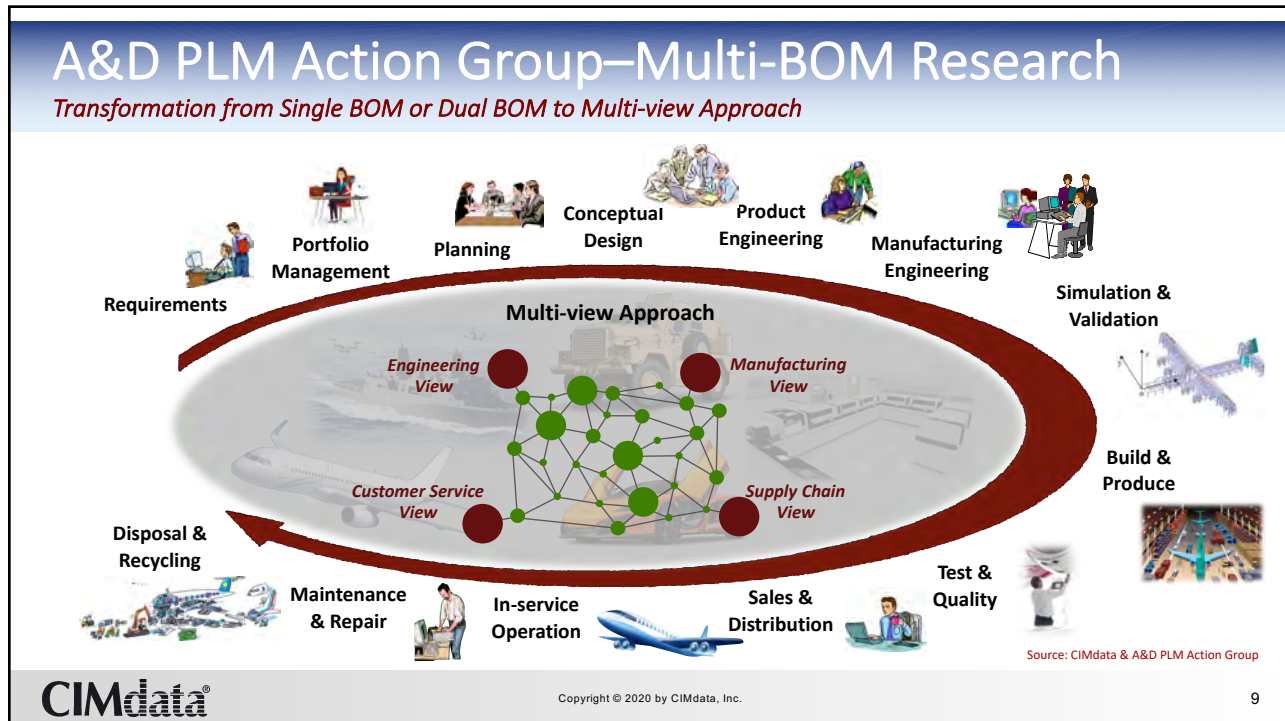 A&D PLM Action Group–Multi-BOM Research
Transformation from Single BOM or Dual BOM to Multi-view Approach
Requirements
Portfolio
Management
Planning
Conceptual
Design
Product
Engineering
Manufacturing
Engineering
Simulation &
Validation
Build &
Produce
Test &
Quality
Sales &
Distribution
In-service
Operation
Maintenance
& Repair
Disposal &
Recycling
Multi-view Approach
Engineering
View
Manufacturing
View
Customer Service
View
Supply Chain
View
Source: CIMdata & A&D PLM Action Group
CIMdata®
Copyright © 2020 by CIMdata, Inc.
9